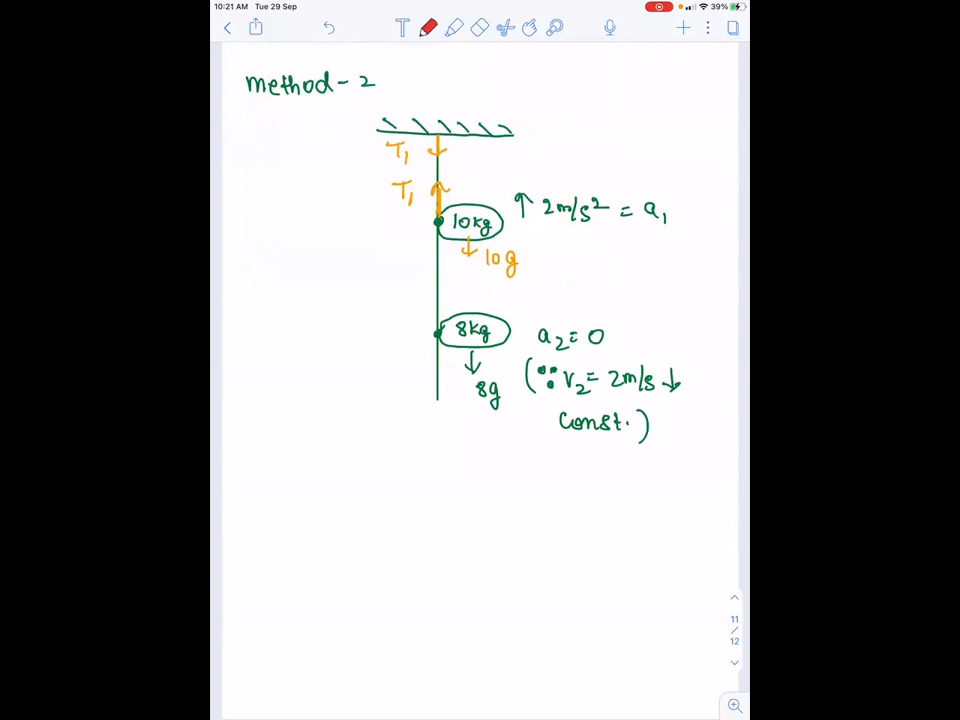 10:21 AM Tue 29 Sep
39%
T
method - 2
T₁
T₁
10kg
↑ 2m/s² = a₁
↓ 10g
8kg
a₂ = 0
↓
8g
(∵ v₂ = 2m/s ↓
const.)
11
/
12